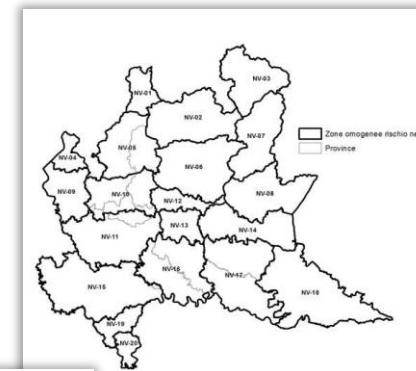 NV-03
NV-01
NV-02
Zone omogenee rischio ne
NV-07
Province
NV-05
NV-04
NV-06
NV-09
NV-10
NV-08
NV-12
NV-13
NV-14
NV-11
NV-16
NV-17
NV-15
NV-18
NV-19
NV-20